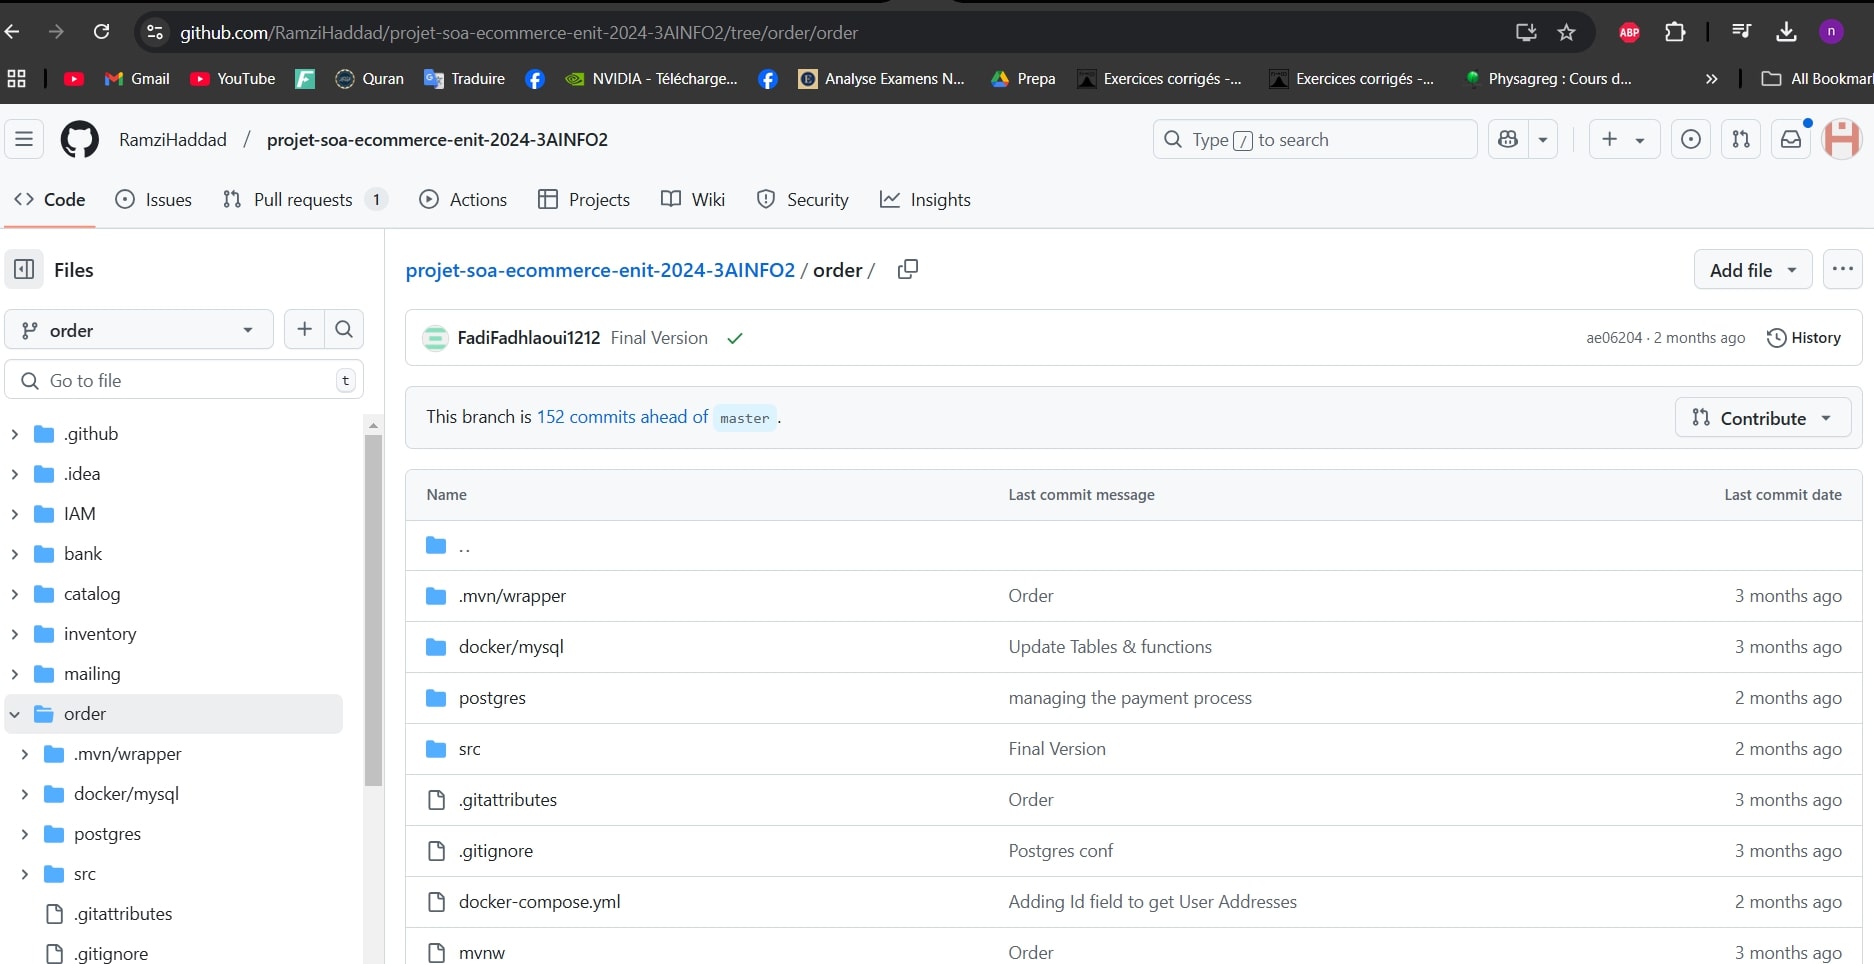 github.com/RamziHaddad/projet-soa-ecommerce-enit-2024-3AINFO2/tree/order/order
ABP
n
Gmail YouTube Quran Traduire NVIDIA - Télécharge... Analyse Examens N... Prepa Exercices corrigés -... Exercices corrigés -... Physagreg : Cours d... » All Bookmar
RamziHaddad / projet-soa-ecommerce-enit-2024-3AINFO2
Type / to search
Code Issues Pull requests 1 Actions Projects Wiki Security Insights
Files
order
Go to file t
.github
.idea
IAM
bank
catalog
inventory
mailing
order
.mvn/wrapper
docker/mysql
postgres
src
.gitattributes
.gitignore
projet-soa-ecommerce-enit-2024-3AINFO2 / order /
Add file
FadiFadhlaoui1212 Final Version
ae06204 · 2 months ago History
This branch is 152 commits ahead of master .
Contribute
Name Last commit message Last commit date
..
.mvn/wrapper Order 3 months ago
docker/mysql Update Tables & functions 3 months ago
postgres managing the payment process 2 months ago
src Final Version 2 months ago
.gitattributes Order 3 months ago
.gitignore Postgres conf 3 months ago
docker-compose.yml Adding Id field to get User Addresses 2 months ago
mvnw Order 3 months ago